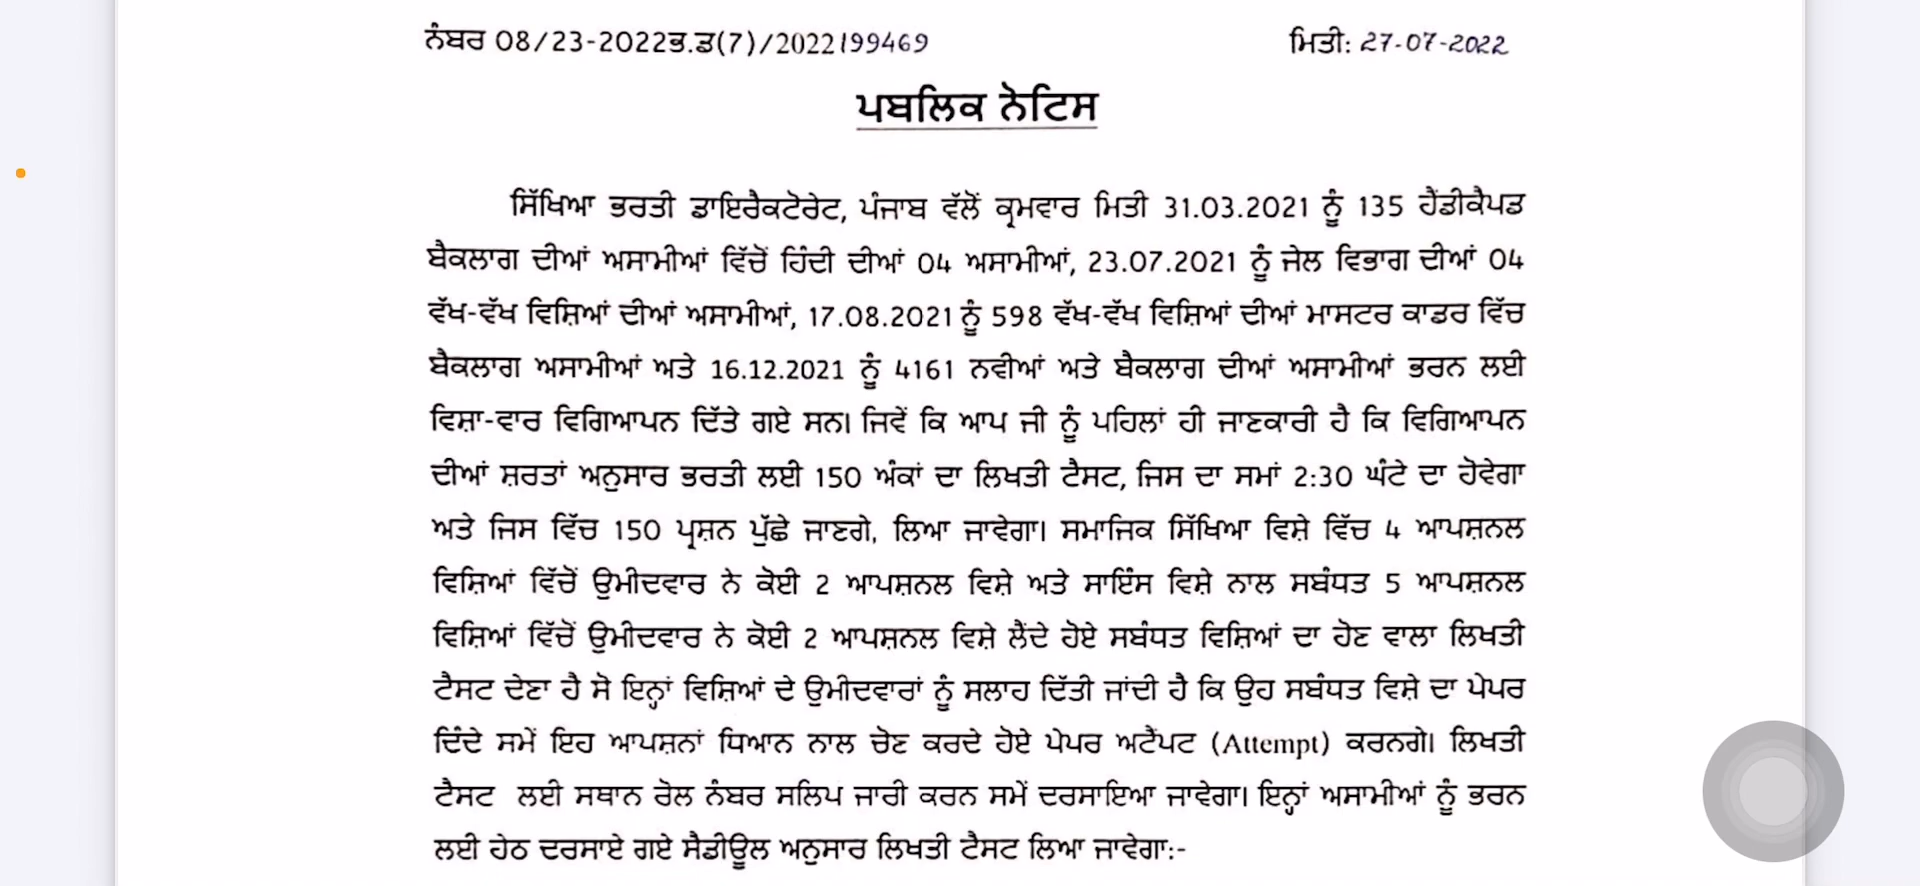 ਨੰਬਰ 08/23-2022ਭ.ਡ(7)/2022199469
ਮਿਤੀ: 27-07-2022
ਪਬਲਿਕ ਨੋਟਿਸ
ਸਿੱਖਿਆ ਭਰਤੀ ਡਾਇਰੈਕਟੋਰੇਟ, ਪੰਜਾਬ ਵੱਲੋਂ ਕ੍ਰਮਵਾਰ ਮਿਤੀ 31.03.2021 ਨੂੰ 135 ਹੈਂਡੀਕੈਪਡ
ਬੈਕਲਾਗ ਦੀਆਂ ਅਸਾਮੀਆਂ ਵਿੱਚੋਂ ਹਿੰਦੀ ਦੀਆਂ 04 ਅਸਾਮੀਆਂ, 23.07.2021 ਨੂੰ ਜੇਲ ਵਿਭਾਗ ਦੀਆਂ 04
ਵੱਖ-ਵੱਖ ਵਿਸ਼ਿਆਂ ਦੀਆਂ ਅਸਾਮੀਆਂ, 17.08.2021 ਨੂੰ 598 ਵੱਖ-ਵੱਖ ਵਿਸ਼ਿਆਂ ਦੀਆਂ ਮਾਸਟਰ ਕਾਡਰ ਵਿੱਚ
ਬੈਕਲਾਗ ਅਸਾਮੀਆਂ ਅਤੇ 16.12.2021 ਨੂੰ 4161 ਨਵੀਆਂ ਅਤੇ ਬੈਕਲਾਗ ਦੀਆਂ ਅਸਾਮੀਆਂ ਭਰਨ ਲਈ
ਵਿਸ਼ਾ-ਵਾਰ ਵਿਗਿਆਪਨ ਦਿੱਤੇ ਗਏ ਸਨ। ਜਿਵੇਂ ਕਿ ਆਪ ਜੀ ਨੂੰ ਪਹਿਲਾਂ ਹੀ ਜਾਣਕਾਰੀ ਹੈ ਕਿ ਵਿਗਿਆਪਨ
ਦੀਆਂ ਸ਼ਰਤਾਂ ਅਨੁਸਾਰ ਭਰਤੀ ਲਈ 150 ਅੰਕਾਂ ਦਾ ਲਿਖਤੀ ਟੈਸਟ, ਜਿਸ ਦਾ ਸਮਾਂ 2:30 ਘੰਟੇ ਦਾ ਹੋਵੇਗਾ
ਅਤੇ ਜਿਸ ਵਿੱਚ 150 ਪ੍ਰਸ਼ਨ ਪੁੱਛੇ ਜਾਣਗੇ, ਲਿਆ ਜਾਵੇਗਾ। ਸਮਾਜਿਕ ਸਿੱਖਿਆ ਵਿਸ਼ੇ ਵਿੱਚ 4 ਆਪਸ਼ਨਲ
ਵਿਸ਼ਿਆਂ ਵਿੱਚੋਂ ਉਮੀਦਵਾਰ ਨੇ ਕੋਈ 2 ਆਪਸ਼ਨਲ ਵਿਸ਼ੇ ਅਤੇ ਸਾਇੰਸ ਵਿਸ਼ੇ ਨਾਲ ਸਬੰਧਤ 5 ਆਪਸ਼ਨਲ
ਵਿਸ਼ਿਆਂ ਵਿੱਚੋਂ ਉਮੀਦਵਾਰ ਨੇ ਕੋਈ 2 ਆਪਸ਼ਨਲ ਵਿਸ਼ੇ ਲੈਂਦੇ ਹੋਏ ਸਬੰਧਤ ਵਿਸ਼ਿਆਂ ਦਾ ਹੋਣ ਵਾਲਾ ਲਿਖਤੀ
ਟੈਸਟ ਦੇਣਾ ਹੈ ਸੋ ਇਨ੍ਹਾਂ ਵਿਸ਼ਿਆਂ ਦੇ ਉਮੀਦਵਾਰਾਂ ਨੂੰ ਸਲਾਹ ਦਿੱਤੀ ਜਾਂਦੀ ਹੈ ਕਿ ਉਹ ਸਬੰਧਤ ਵਿਸ਼ੇ ਦਾ ਪੇਪਰ
ਦਿੰਦੇ ਸਮੇਂ ਇਹ ਆਪਸ਼ਨਾਂ ਧਿਆਨ ਨਾਲ ਚੋਣ ਕਰਦੇ ਹੋਏ ਪੇਪਰ ਅਟੈਂਪਟ (Attempt) ਕਰਨਗੇ। ਲਿਖਤੀ
ਟੈਸਟ ਲਈ ਸਥਾਨ ਰੋਲ ਨੰਬਰ ਸਲਿਪ ਜਾਰੀ ਕਰਨ ਸਮੇਂ ਦਰਸਾਇਆ ਜਾਵੇਗਾ। ਇਨ੍ਹਾਂ ਅਸਾਮੀਆਂ ਨੂੰ ਭਰਨ
ਲਈ ਹੇਠ ਦਰਸਾਏ ਗਏ ਸੈਡੀਊਲ ਅਨੁਸਾਰ ਲਿਖਤੀ ਟੈਸਟ ਲਿਆ ਜਾਵੇਗਾ:-